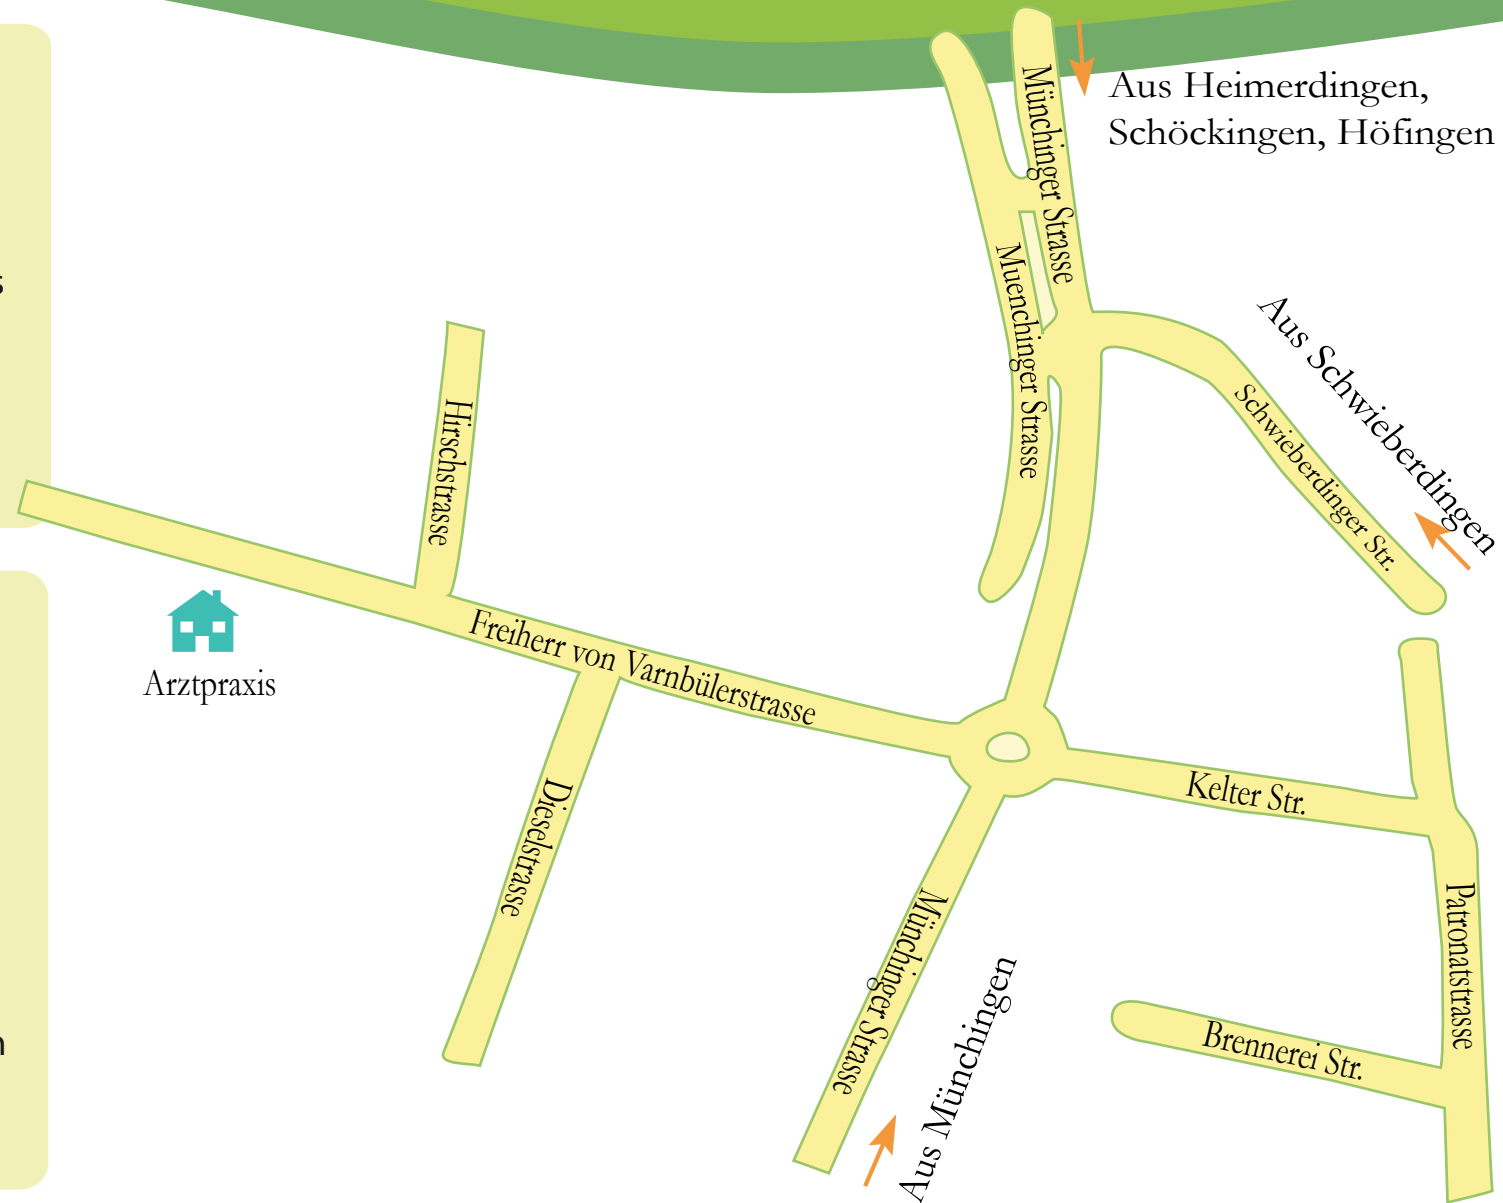 Aus Heimerdingen,
Schöckingen, Höfingen
Münchinger Strasse
Muenchinger Strasse
Aus Schwieberdingen
Schwieberdinger Str.
s
Hirschstrasse
Freiherr von Varnbülerstrasse
Arztpraxis
Dieselstrasse
Kelter Str.
Münchinger Strasse
Patronatstrasse
Aus Münchingen
Brennerei Str.
n